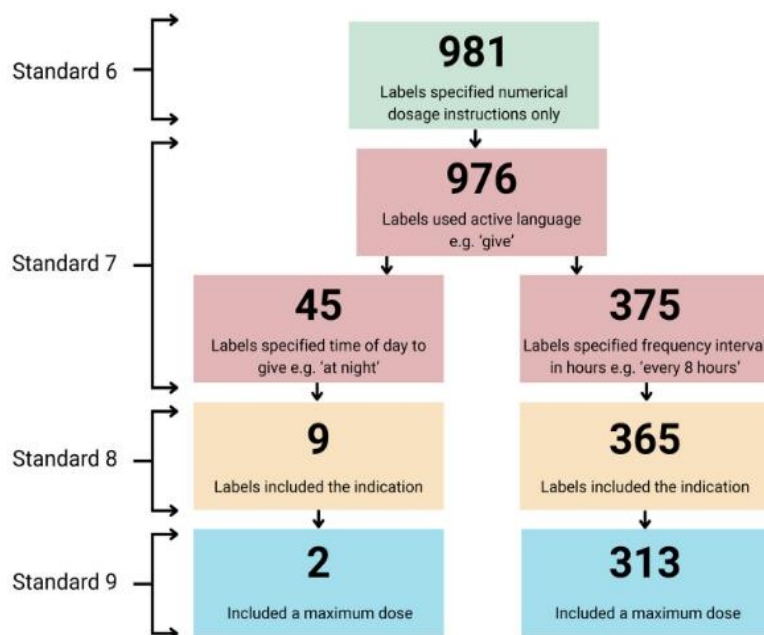 Standard 6
981
Labels specified numerical
dosage instructions only
Standard 7
976
Labels used active language
e.g. ‘give’
45
Labels specified time of day to
give e.g. ‘at night’
375
Labels specified frequency interval
in hours e.g. ‘every 8 hours’
Standard 8
9
Labels included the indication
365
Labels included the indication
Standard 9
2
Included a maximum dose
313
Included a maximum dose